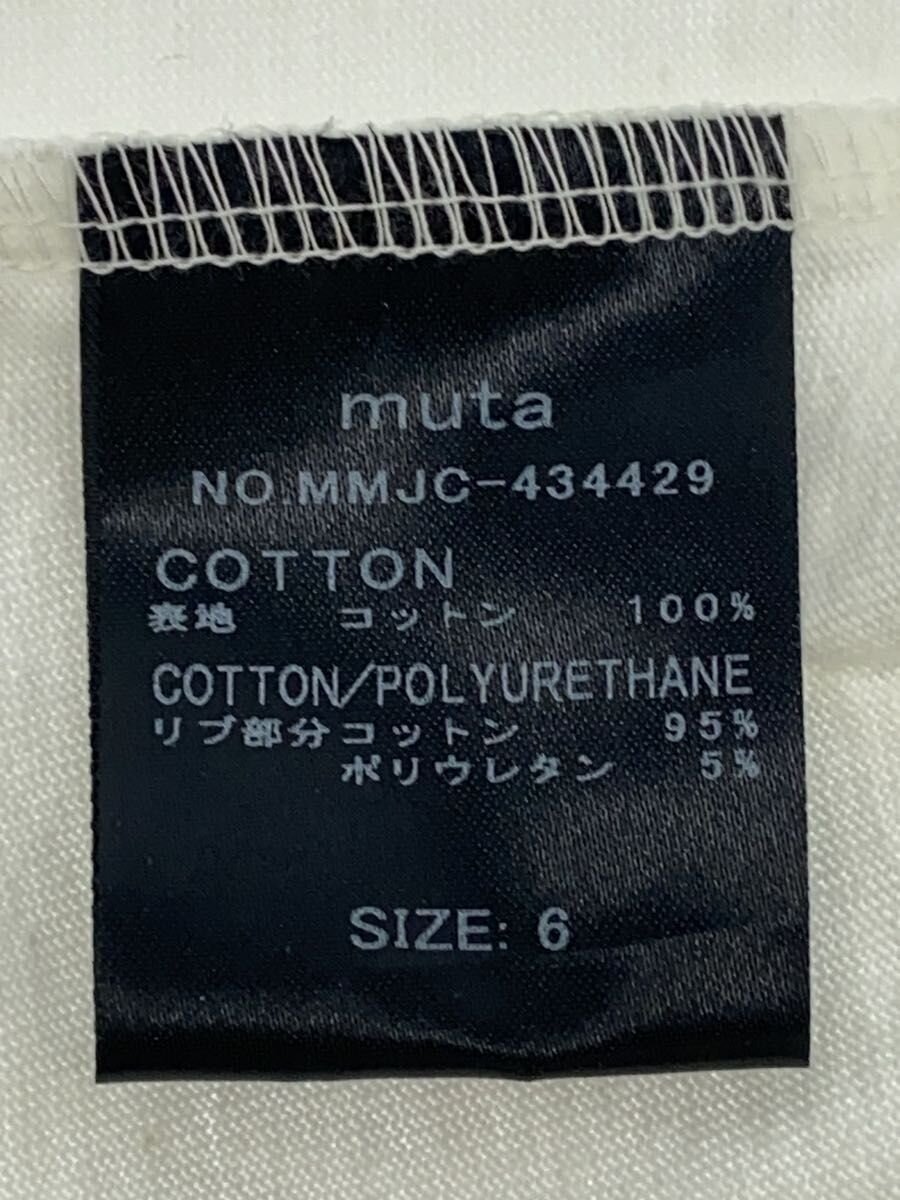 muta
NO.MMJC-434429
COTTON
表地 コットン 100%
COTTON/POLYURETHANE
リブ部分コットン 95%
ポリウレタン 5%
SIZE: 6